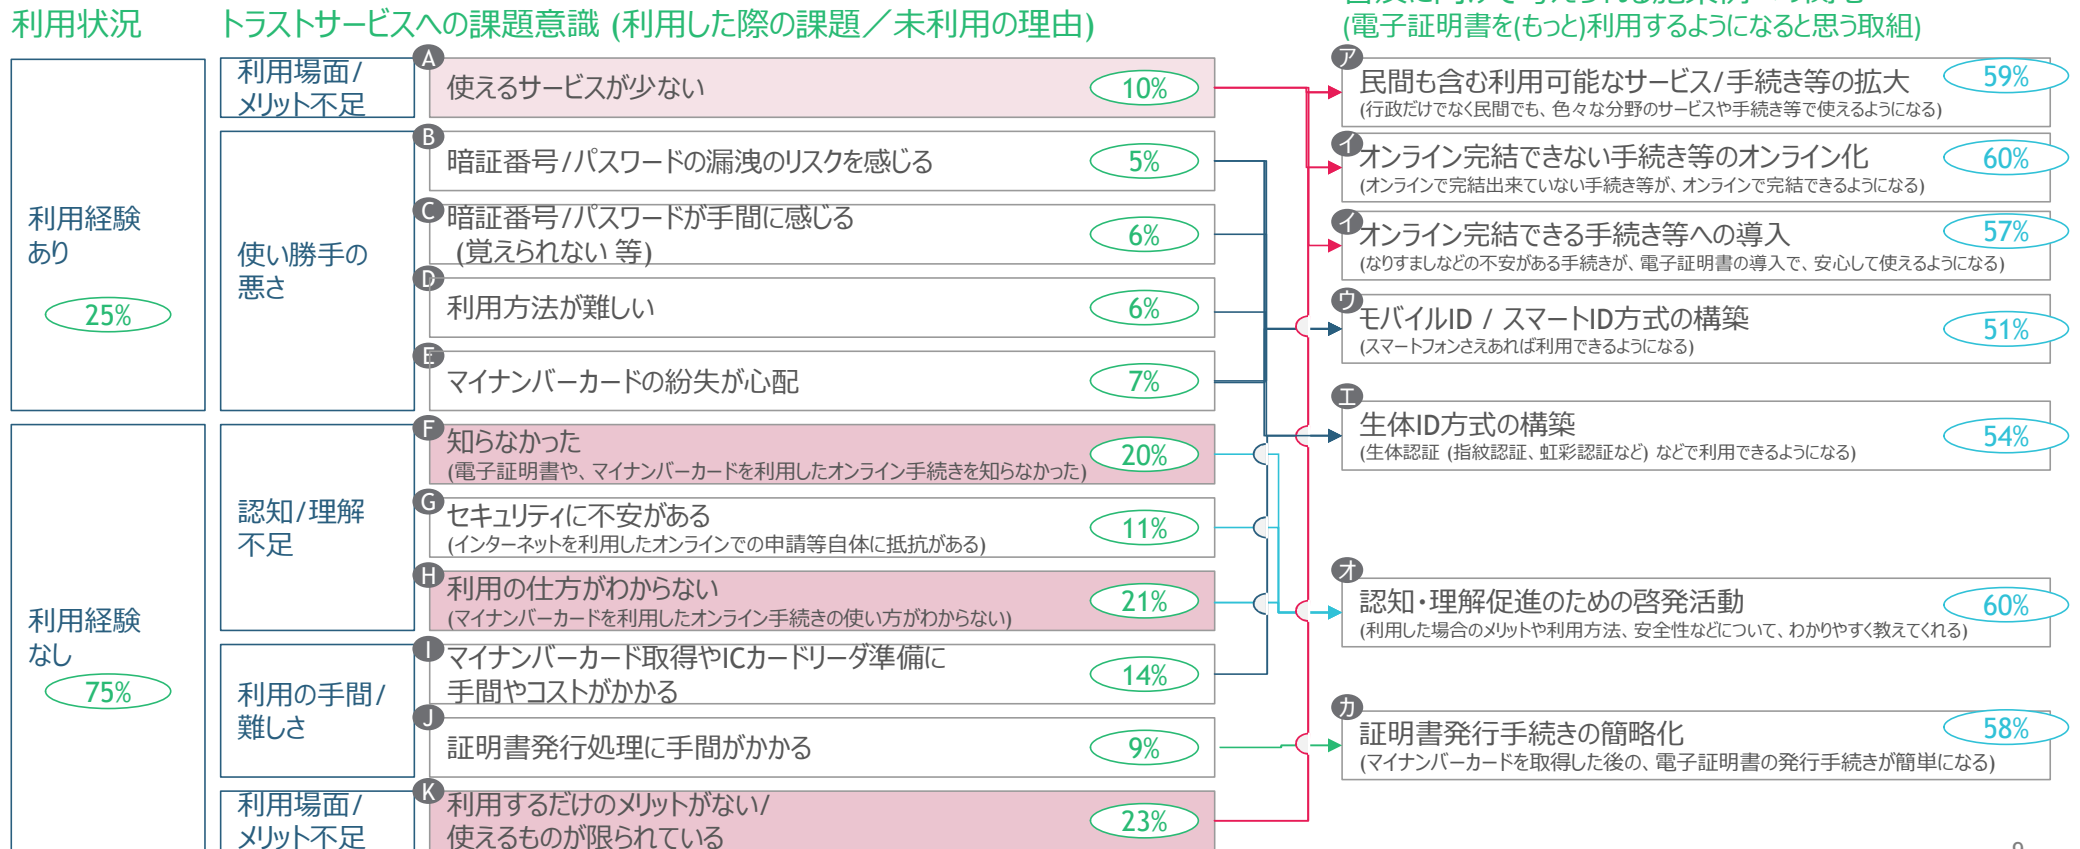 利用状況
トラストサービスへの課題意識 (利用した際の課題／未利用の理由)
(電子証明書を(もっと)利用するようになると思う取組)
利用経験
あり
25%
利用場面/
メリット不足
A
使えるサービスが少ない
10%
使い勝手の
悪さ
B
暗証番号/パスワードの漏洩のリスクを感じる
5%
C
暗証番号/パスワードが手間に感じる
(覚えられない 等)
6%
D
利用方法が難しい
6%
E
マイナンバーカードの紛失が心配
7%
利用経験
なし
75%
認知/理解
不足
F
知らなかった
(電子証明書や、マイナンバーカードを利用したオンライン手続きを知らなかった)
20%
G
セキュリティに不安がある
(インターネットを利用したオンラインでの申請等自体に抵抗がある)
11%
H
利用の仕方がわからない
(マイナンバーカードを利用したオンライン手続きの使い方がわからない)
21%
利用の手間/
難しさ
I
マイナンバーカード取得やICカードリーダ準備に
手間やコストがかかる
14%
J
証明書発行処理に手間がかかる
9%
利用場面/
メリット不足
K
利用するだけのメリットがない/
使えるものが限られている
23%
ア
民間も含む利用可能なサービス/手続き等の拡大
(行政だけでなく民間でも、色々な分野のサービスや手続き等で使えるようになる)
59%
イ
オンライン完結できない手続き等のオンライン化
(オンラインで完結出来ていない手続き等が、オンラインで完結できるようになる)
60%
イ
オンライン完結できる手続き等への導入
(なりすましなどの不安がある手続きが、電子証明書の導入で、安心して使えるようになる)
57%
ウ
モバイルID / スマートID方式の構築
(スマートフォンさえあれば利用できるようになる)
51%
エ
生体ID方式の構築
(生体認証 (指紋認証、虹彩認証など) などで利用できるようになる)
54%
オ
認知・理解促進のための啓発活動
(利用した場合のメリットや利用方法、安全性などについて、わかりやすく教えてくれる)
60%
カ
証明書発行手続きの簡略化
(マイナンバーカードを取得した後の、電子証明書の発行手続きが簡単になる)
58%